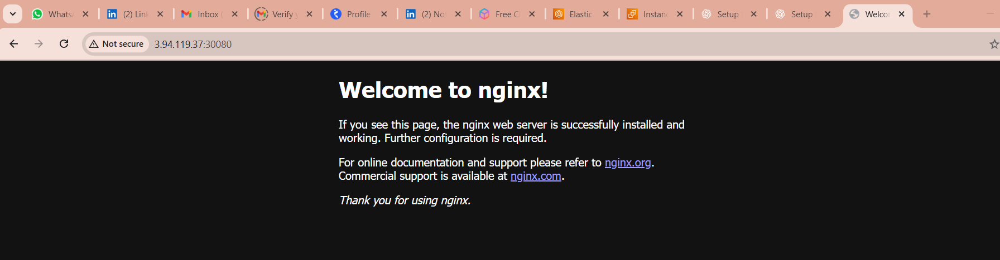 Whats
(2) Link
Inbox (
Verify y
Profile
(2) Not
Free Cl
Elastic
Instanc
Setup
Setup
Welcor
Not secure
3.94.119.37:30080
Welcome to nginx!
If you see this page, the nginx web server is successfully installed and
working. Further configuration is required.
For online documentation and support please refer to nginx.org.
Commercial support is available at nginx.com.
Thank you for using nginx.